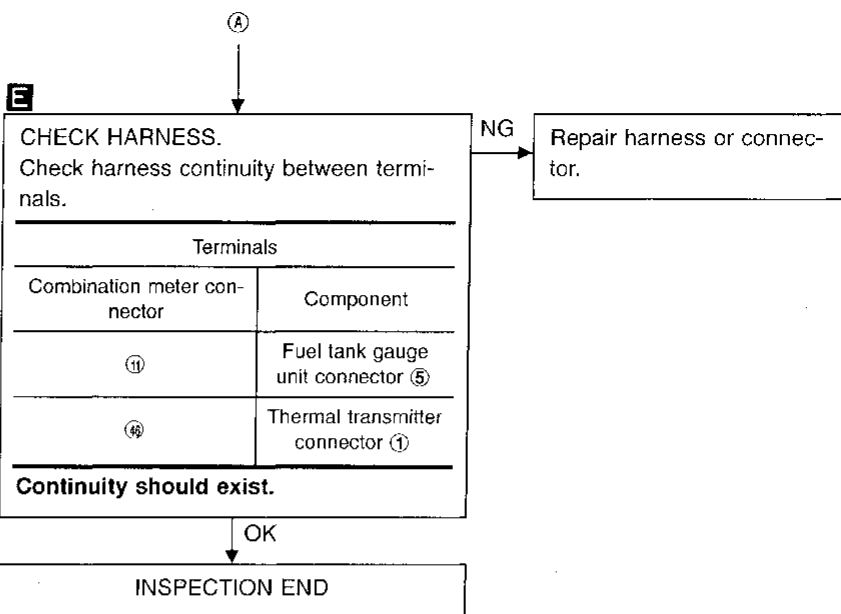 Ⓐ
E
CHECK HARNESS.
Check harness continuity between termi-
nals.
NG
Repair harness or connec-
tor.
Terminals
Combination meter con-
nector
Component
⑪
Fuel tank gauge
unit connector ⑤
㊻
Thermal transmitter
connector ①
Continuity should exist.
OK
INSPECTION END